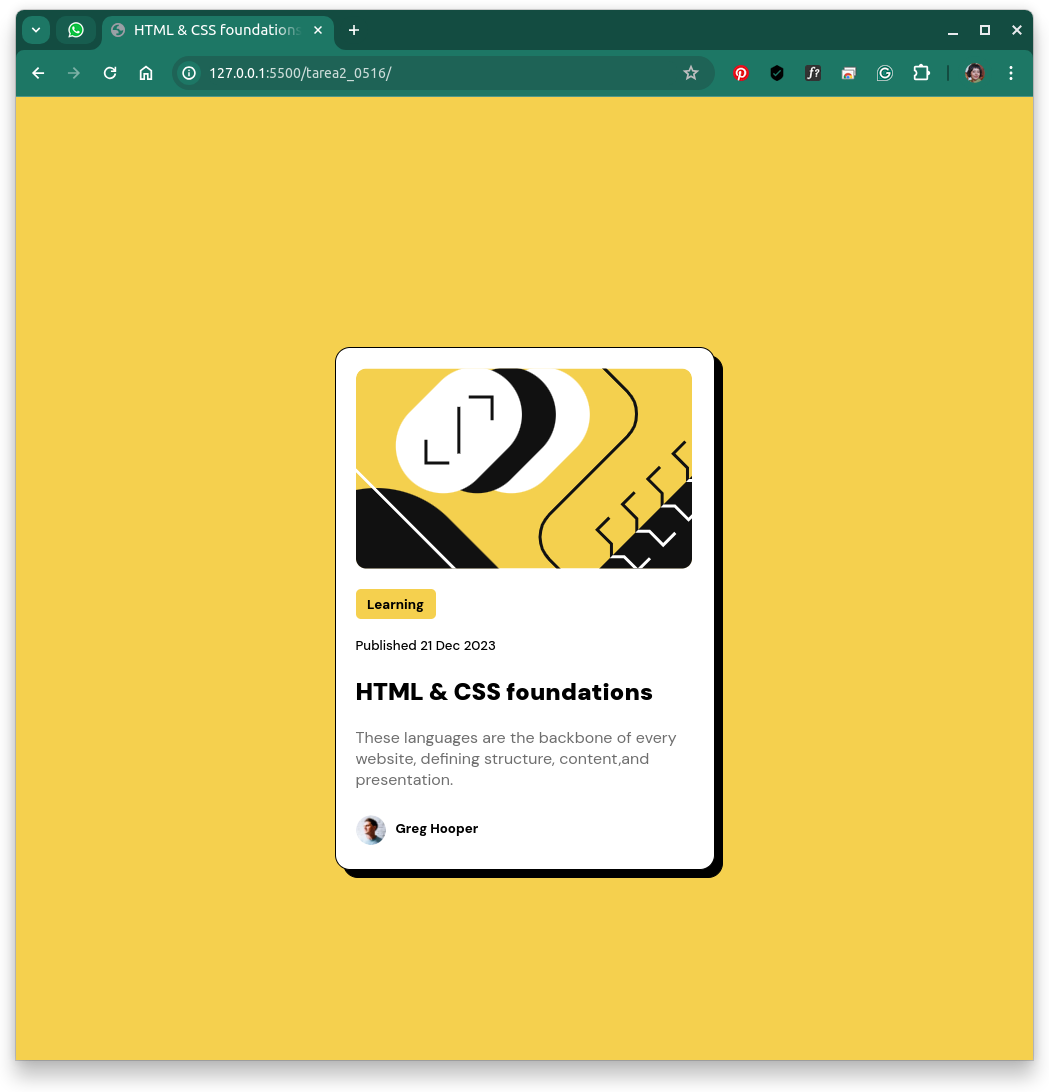 HTML & CSS foundations
127.0.0.1:5500/tarea2_0516/
f?
Learning
Published 21 Dec 2023
HTML & CSS foundations
These languages are the backbone of every
website, defining structure, content,and
presentation.
Greg Hooper